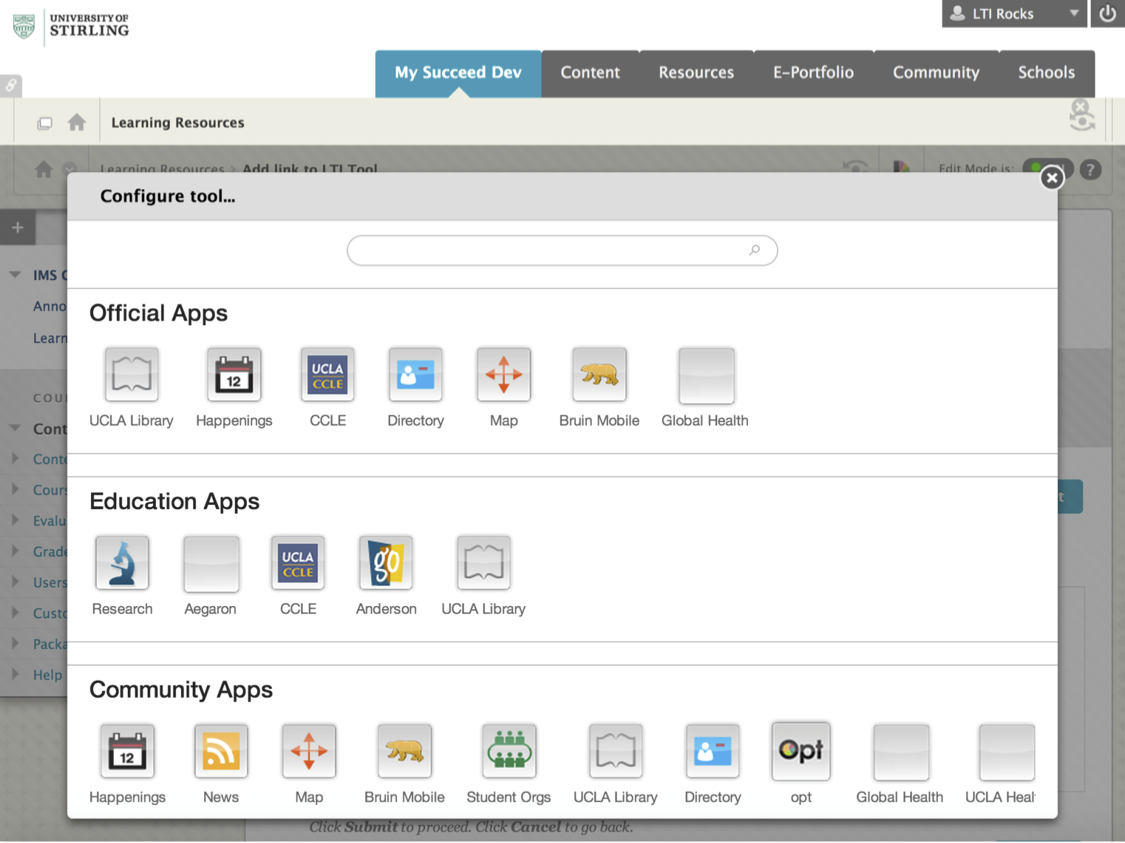 UNIVERSITY OF
STIRLING
LTI Rocks
My Succeed Dev Content Resources E-Portfolio Community Schools
Learning Resources
Learning Resources > Add link to LTI Tool
Edit Mode is:
?
Configure tool...
+
IMS C
Anno
Learn
COU
Cont
Conte
Cours
Evalu
Grade
Users
Custo
Packa
Help
Official Apps
12
UCLA
CCLE
UCLA Library Happenings CCLE Directory Map Bruin Mobile Global Health
t
Education Apps
UCLA
CCLE
go
Research Aegaron CCLE Anderson UCLA Library
Community Apps
12
Opt
Happenings News Map Bruin Mobile Student Orgs UCLA Library Directory opt Global Health UCLA Heal
Click Submit to proceed. Click Cancel to go back.